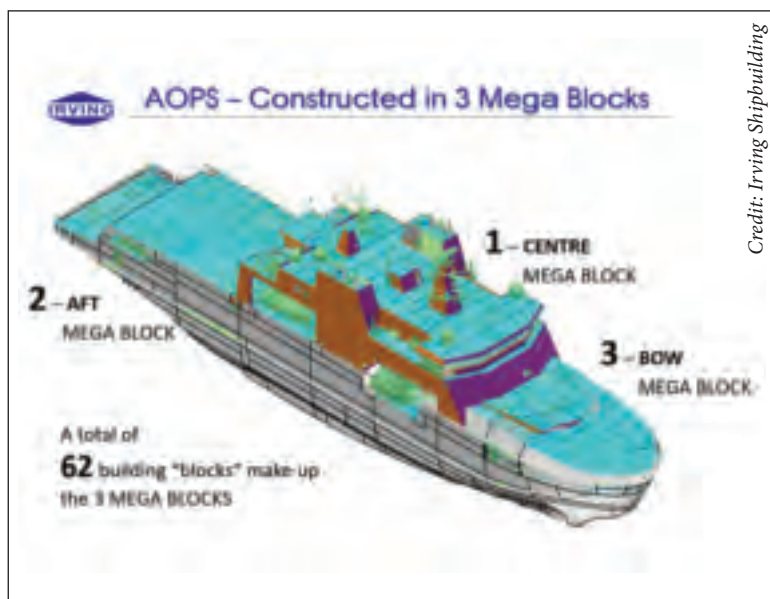 IRVING
AOPS – Constructed in 3 Mega Blocks
1 – CENTRE
MEGA BLOCK
2 – AFT
MEGA BLOCK
3 – BOW
MEGA BLOCK
A total of
62 building "blocks" make-up
the 3 MEGA BLOCKS
Credit: Irving Shipbuilding